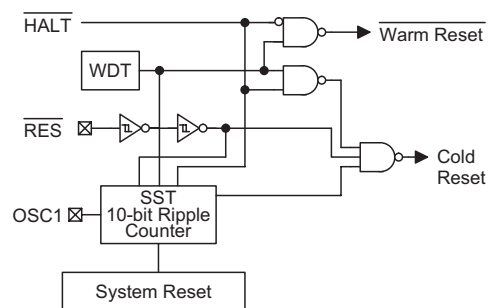 HALT
Warm Reset
WDT
RES
Cold
Reset
SST
10-bit Ripple
Counter
OSC1
System Reset